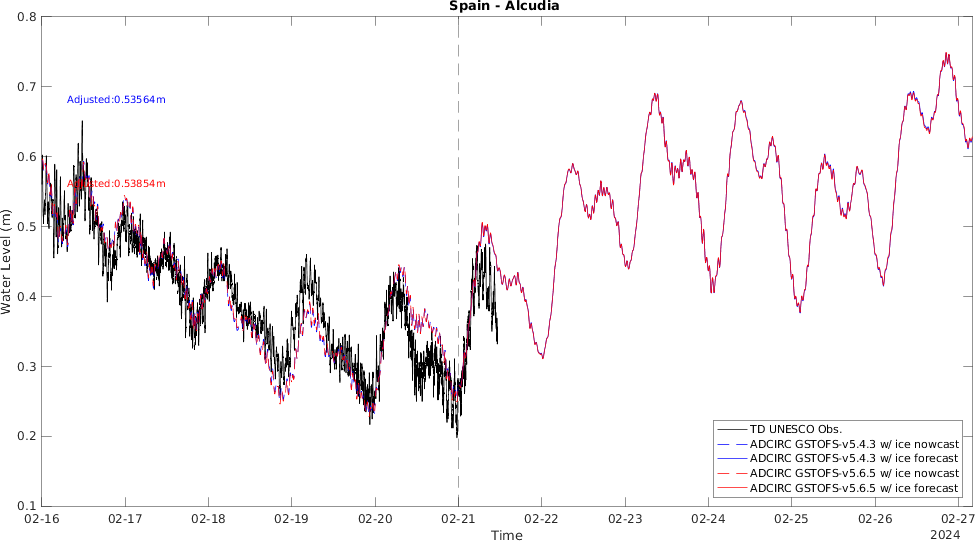 Spain - Alcudia
0.8
0.7
0.6
0.5
0.4
0.3
0.2
0.1
Water Level (m)
Adjusted:0.53564m
Adjusted:0.53854m
TD UNESCO Obs.
ADCIRC GSTOFS-v5.4.3 w/ ice nowcast
ADCIRC GSTOFS-v5.4.3 w/ ice forecast
ADCIRC GSTOFS-v5.6.5 w/ ice nowcast
ADCIRC GSTOFS-v5.6.5 w/ ice forecast
02-16 02-17 02-18 02-19 02-20 02-21 02-22 02-23 02-24 02-25 02-26 02-27
Time
2024